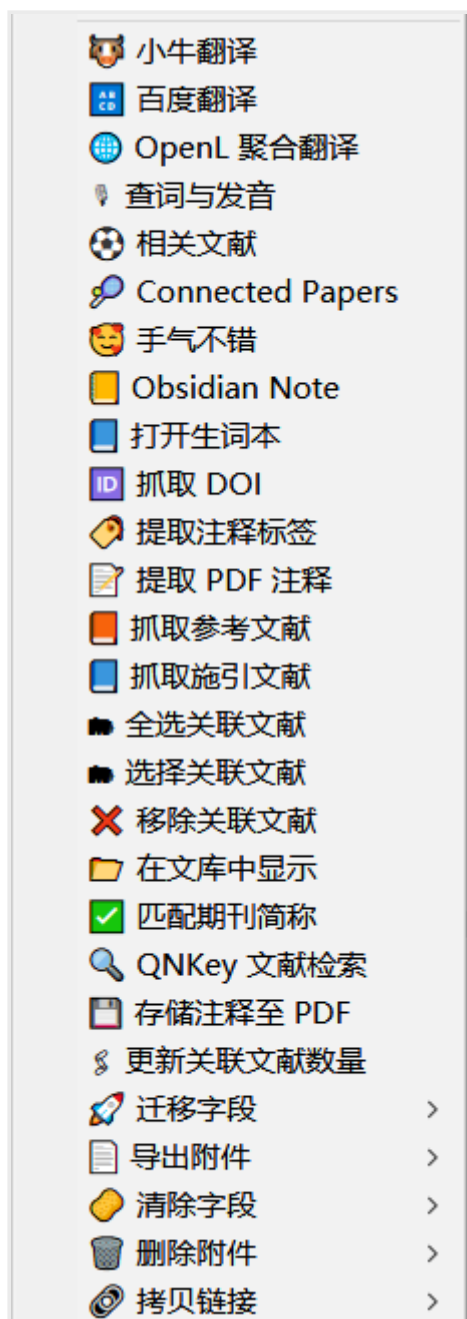 小牛翻译
百度翻译
OpenL 聚合翻译
查词与发音
相关文献
Connected Papers
手气不错
Obsidian Note
打开生词本
抓取 DOI
提取注释标签
提取 PDF 注释
抓取参考文献
抓取施引文献
全选关联文献
选择关联文献
移除关联文献
在文库中显示
匹配期刊简称
QNKey 文献检索
存储注释至 PDF
更新关联文献数量
迁移字段
导出附件
清除字段
删除附件
拷贝链接